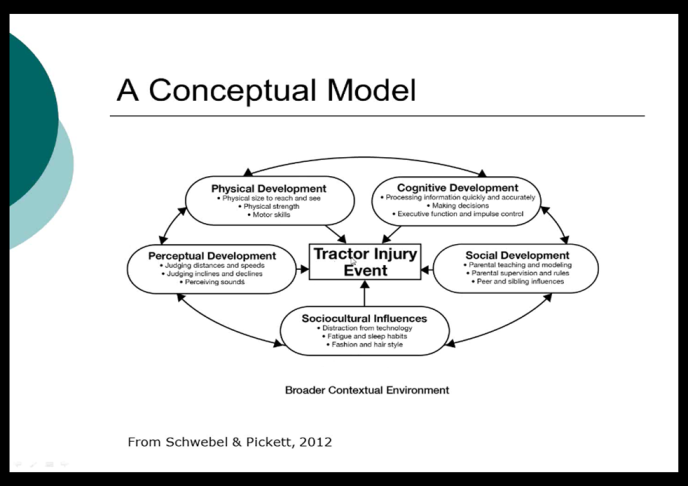 A Conceptual Model
Physical Development
• Physical size to reach and see
• Physical strength
• Motor skills
Cognitive Development
• Processing information quickly and accurately
• Making decisions
• Executive function and impulse control
Perceptual Development
• Judging distances and speeds
• Judging inclines and declines
• Perceiving sounds
Tractor Injury
Event
Social Development
• Parental teaching and modeling
• Parental supervision and rules
• Peer and sibling influences
Sociocultural Influences
• Distraction from technology
• Fatigue and sleep habits
• Fashion and hair style
Broader Contextual Environment
From Schwebel & Pickett, 2012